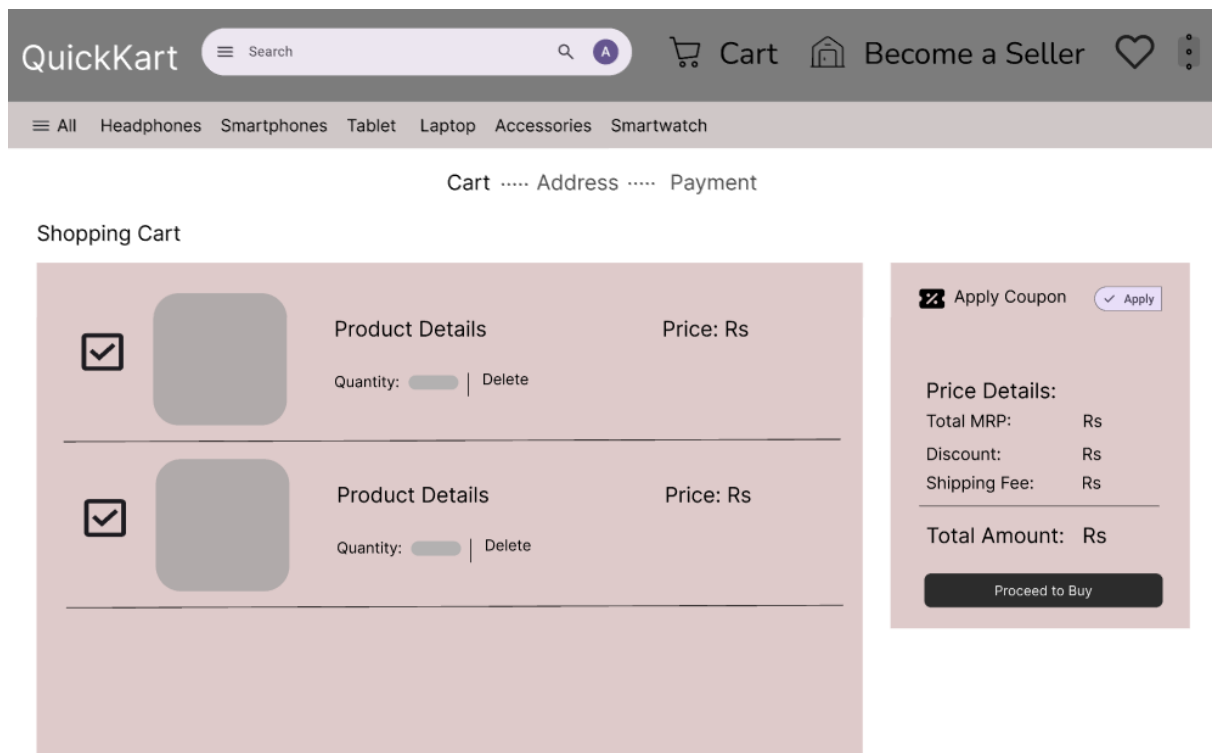 QuickKart Search A Cart Become a Seller
All Headphones Smartphones Tablet Laptop Accessories Smartwatch
Cart ····· Address ····· Payment
Shopping Cart
Product Details Price: Rs
Quantity: Delete
Product Details Price: Rs
Quantity: Delete
Apply Coupon Apply
Price Details:
Total MRP: Rs
Discount: Rs
Shipping Fee: Rs
Total Amount: Rs
Proceed to Buy